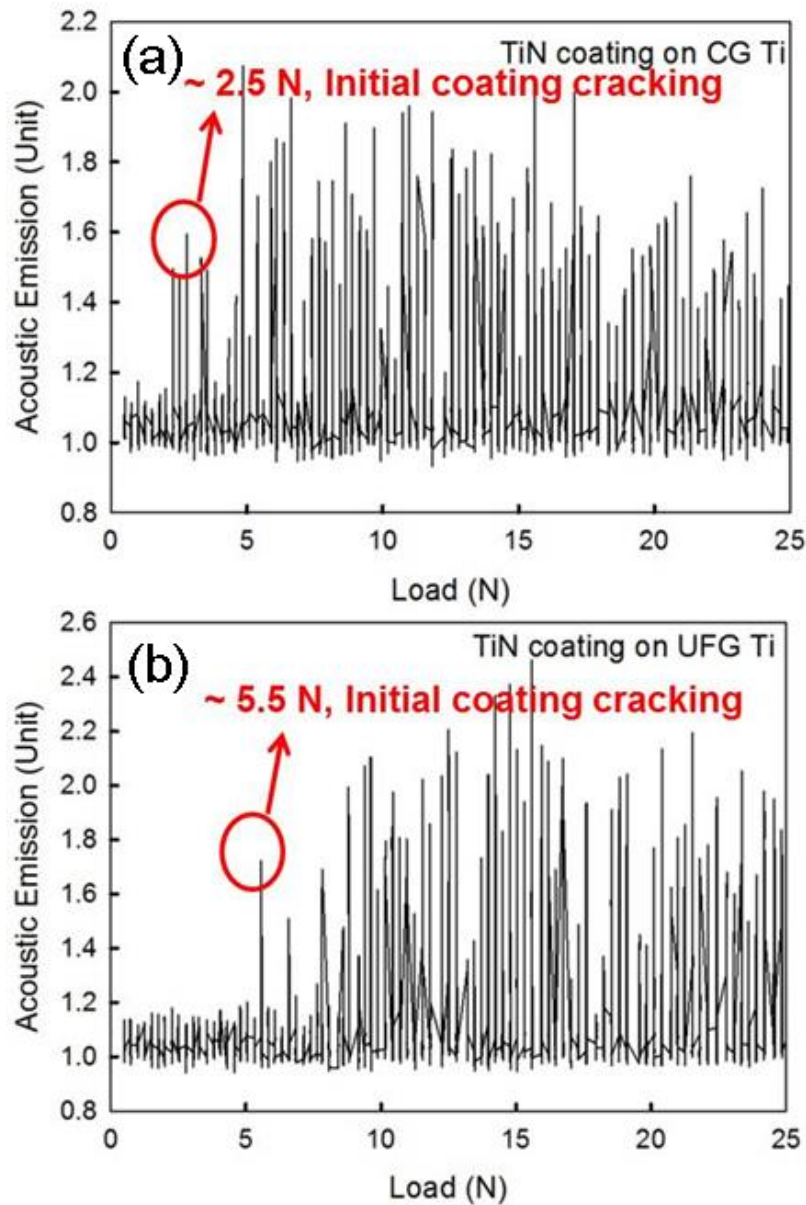 (a)
TiN coating on CG Ti
~ 2.5 N, Initial coating cracking
Acoustic Emission (Unit)
2.2
2.0
1.8
1.6
1.4
1.2
1.0
0.8
0 5 10 15 20 25
Load (N)
(b)
TiN coating on UFG Ti
~ 5.5 N, Initial coating cracking
Acoustic Emission (Unit)
2.6
2.4
2.2
2.0
1.8
1.6
1.4
1.2
1.0
0.8
0 5 10 15 20 25
Load (N)